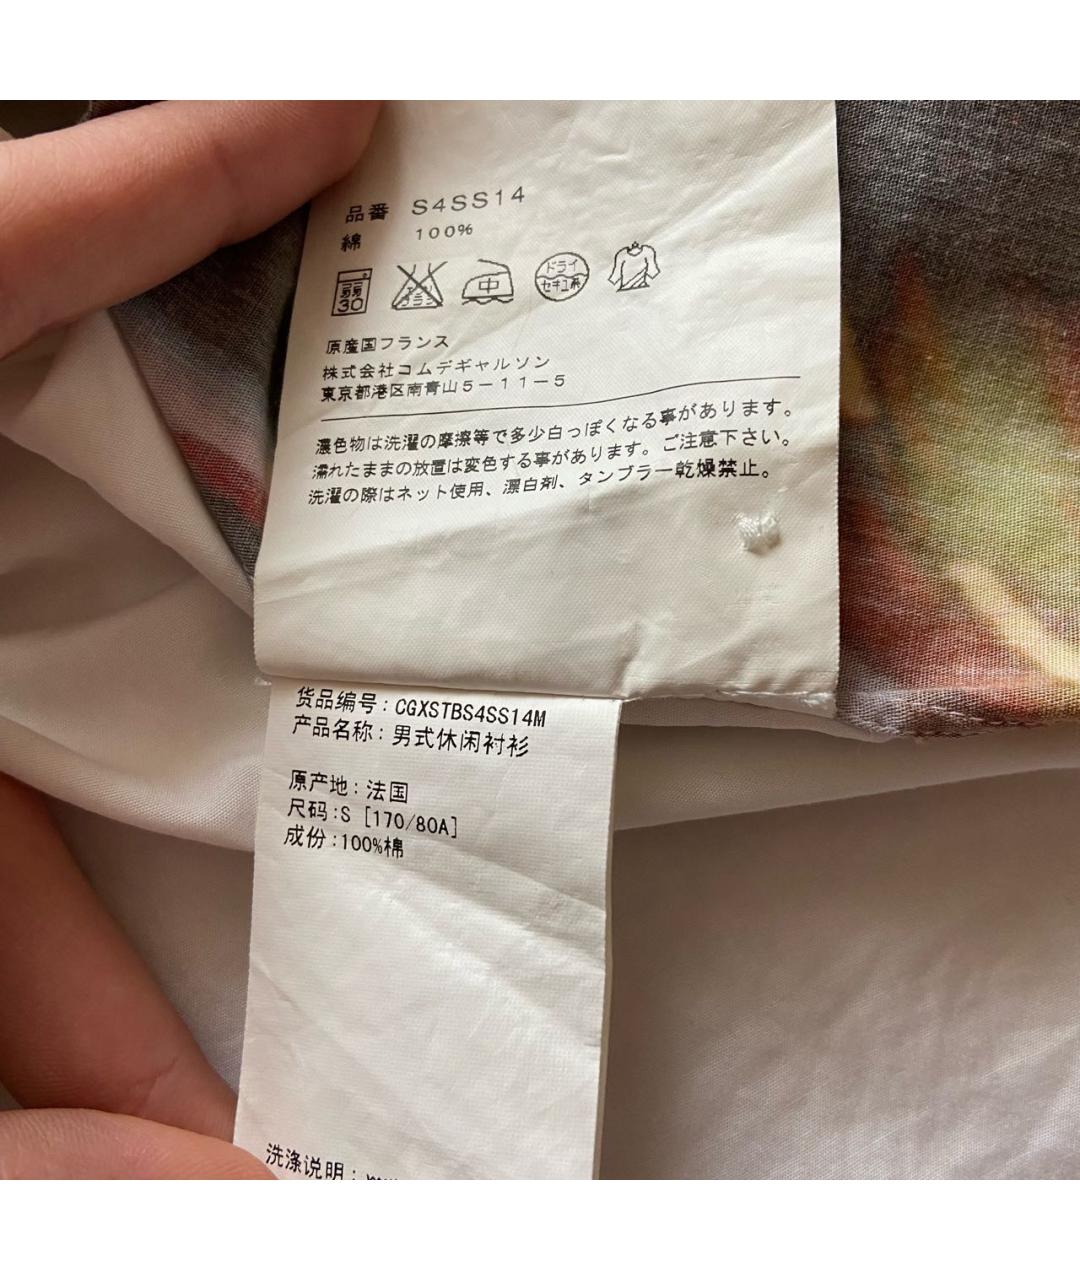 品番 S4SS14
綿 100%
弱 30
エンソ サラシ
中
ドライ
セキユ系
原産国フランス
株式会社コムデギャルソン
東京都港区南青山5－11－5
濃色物は洗濯の摩擦等で多少白っぽくなる事があります。
濡れたままの放置は変色する事があります。ご注意下さい。
洗濯の際はネット使用、漂白剤、タンブラー乾燥禁止。
货品编号：CGXSTBS4SS14M
产品名称：男式休闲衬衫
原产地：法国
尺码：S [170/80A]
成份：100%棉
洗涤说明：